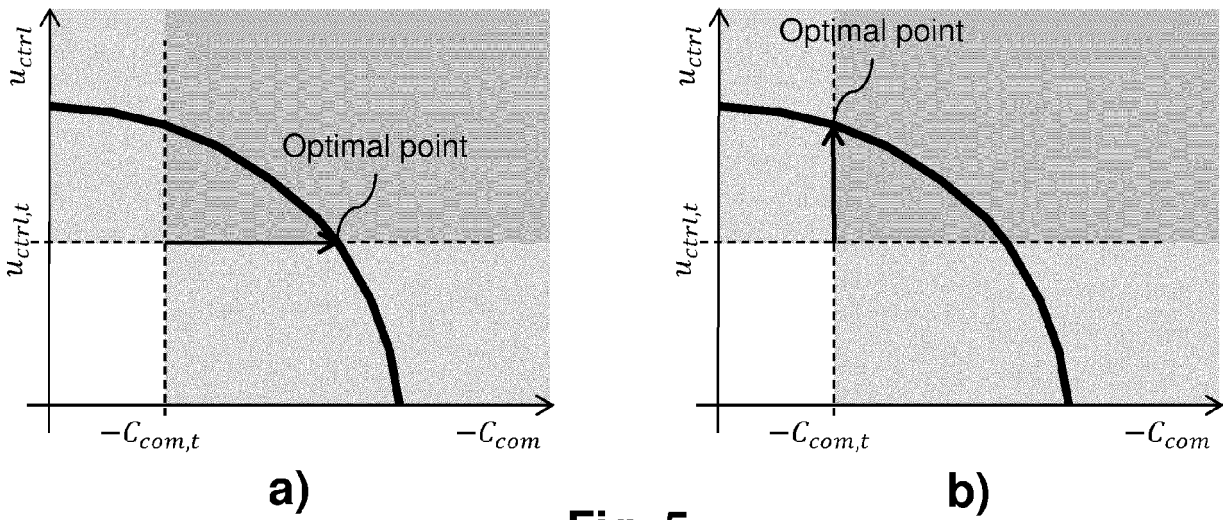 u_ctrl
Optimal point
u_ctrl,t
-C_com,t
-C_com
a)
u_ctrl
Optimal point
u_ctrl,t
-C_com,t
-C_com
b)
Fig. 5